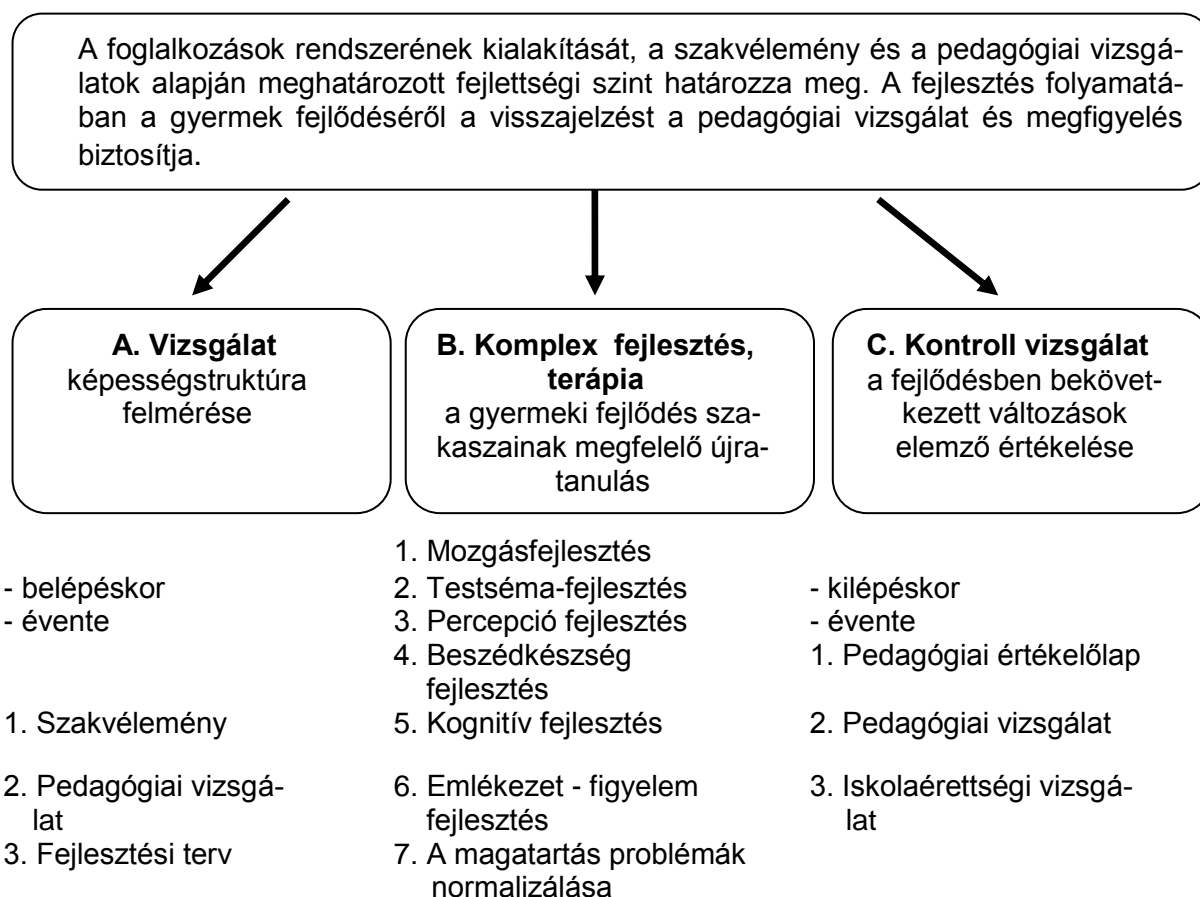 A foglalkozások rendszerének kialakítását, a szakvélemény és a pedagógiai vizsgá-
latok alapján meghatározott fejlettségi szint határozza meg. A fejlesztés folyamatá-
ban a gyermek fejlődéséről a visszajelzést a pedagógiai vizsgálat és megfigyelés
biztosítja.
A. Vizsgálat
képességstruktúra
felmérése
B. Komplex fejlesztés,
terápia
a gyermeki fejlődés sza-
kaszainak megfelelő újra-
tanulás
C. Kontroll vizsgálat
a fejlődésben bekövet-
kezett változások
elemző értékelése
- belépéskor
- évente
1. Szakvélemény
2. Pedagógiai vizsgá-
lat
3. Fejlesztési terv
1. Mozgásfejlesztés
2. Testséma-fejlesztés
3. Percepció fejlesztés
4. Beszédkészség
fejlesztés
5. Kognitív fejlesztés
6. Emlékezet - figyelem
fejlesztés
7. A magatartás problémák
normalizálása
- kilépéskor
- évente
1. Pedagógiai értékelőlap
2. Pedagógiai vizsgálat
3. Iskolaérettségi vizsgá-
lat